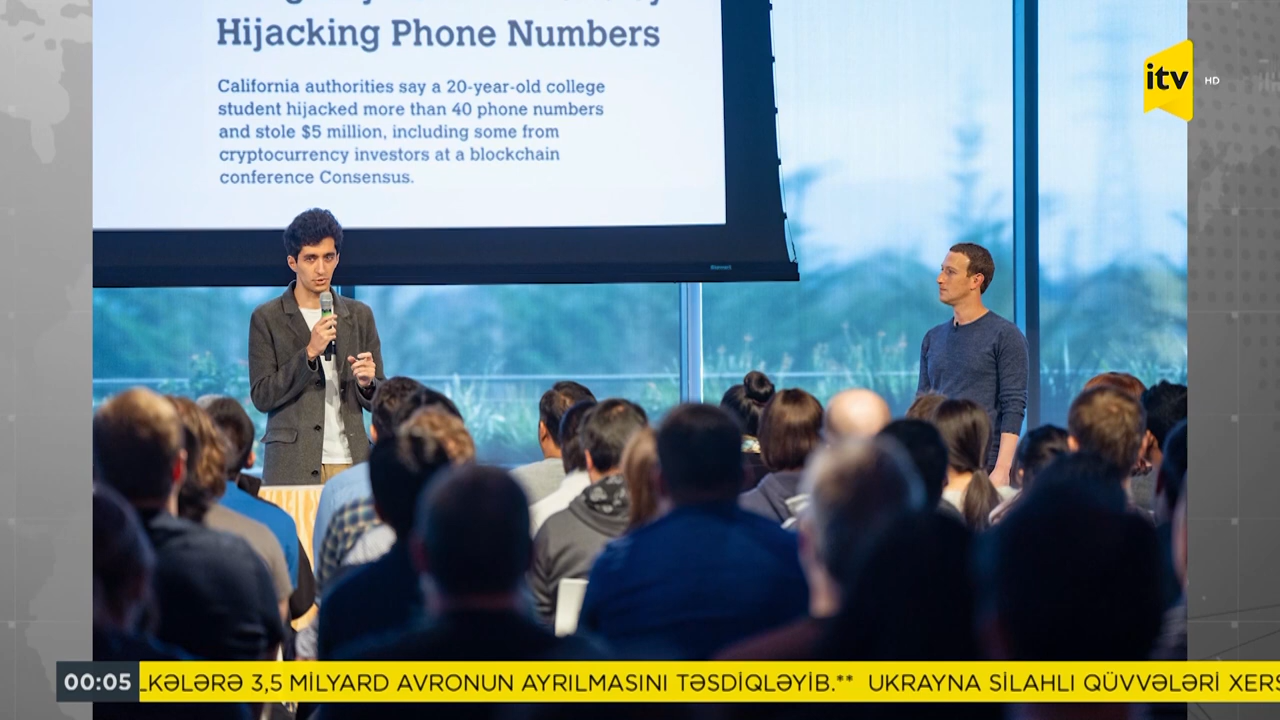 Hijacking Phone Numbers
California authorities say a 20-year-old college
student hijacked more than 40 phone numbers
and stole $5 million, including some from
cryptocurrency investors at a blockchain
conference Consensus.
itv HD
00:05 LKƏLƏRƏ 3,5 MİLYARD AVRONUN AYRILMASINI TƏSDİQLƏYİB.** UKRAYNA SİLAHLI QÜVVƏLƏRİ XERS